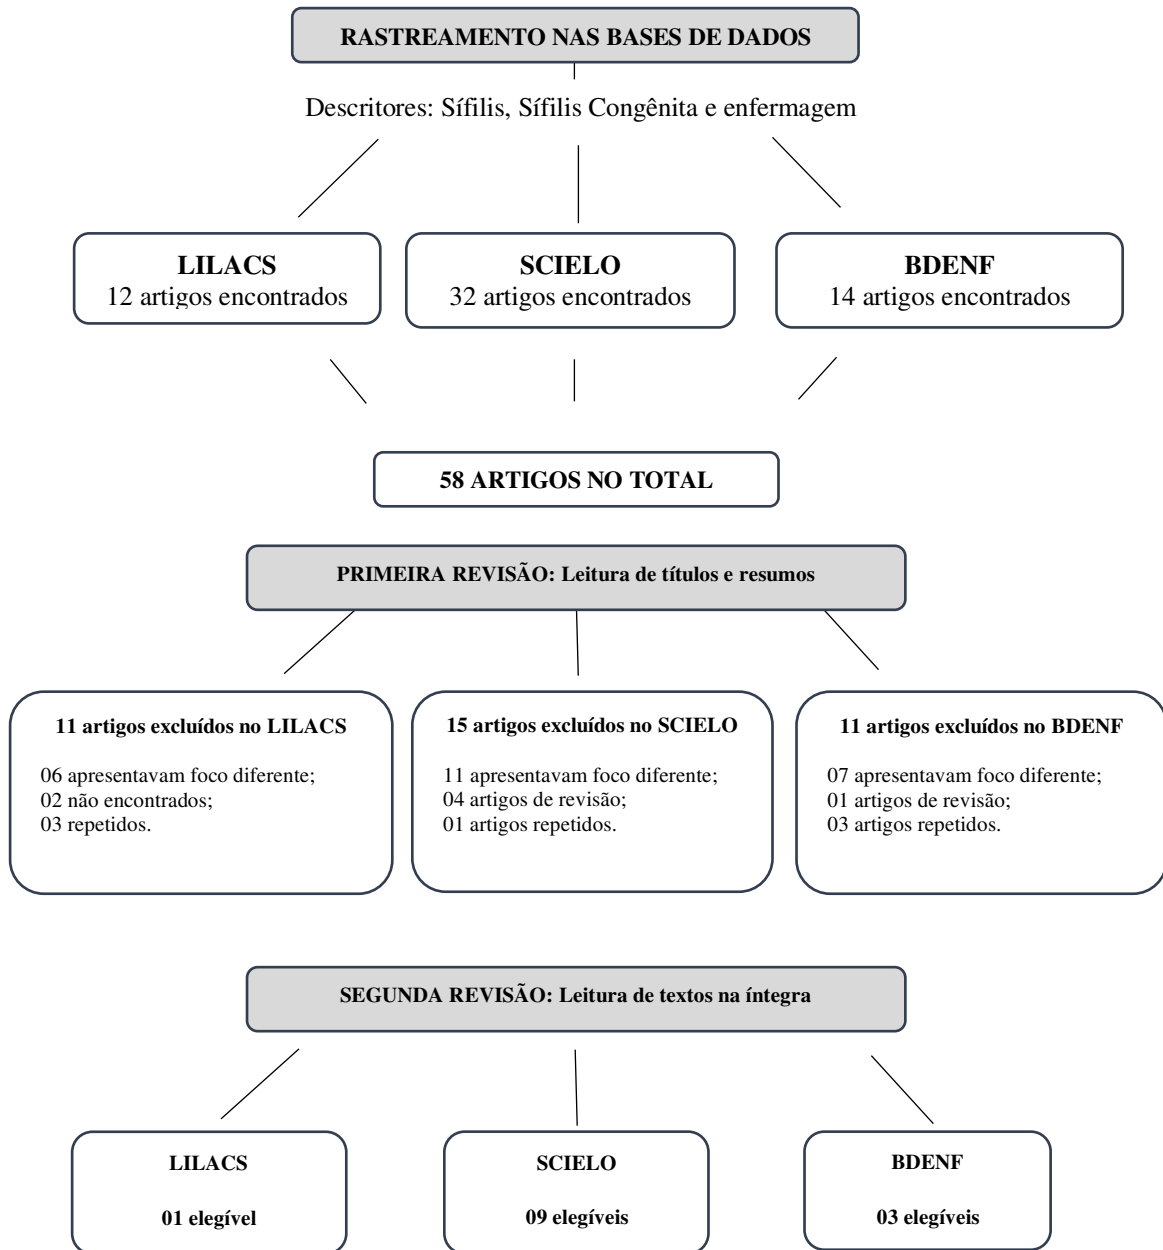 RASTREAMENTO NAS BASES DE DADOS
Descritores: Sífilis, Sífilis Congênita e enfermagem
LILACS
12 artigos encontrados
SCIELO
32 artigos encontrados
BDENF
14 artigos encontrados
58 ARTIGOS NO TOTAL
PRIMEIRA REVISÃO: Leitura de títulos e resumos
11 artigos excluídos no LILACS
06 apresentavam foco diferente;
02 não encontrados;
03 repetidos.
15 artigos excluídos no SCIELO
11 apresentavam foco diferente;
04 artigos de revisão;
01 artigos repetidos.
11 artigos excluídos no BDENF
07 apresentavam foco diferente;
01 artigos de revisão;
03 artigos repetidos.
SEGUNDA REVISÃO: Leitura de textos na íntegra
LILACS
01 elegível
SCIELO
09 elegíveis
BDENF
03 elegíveis